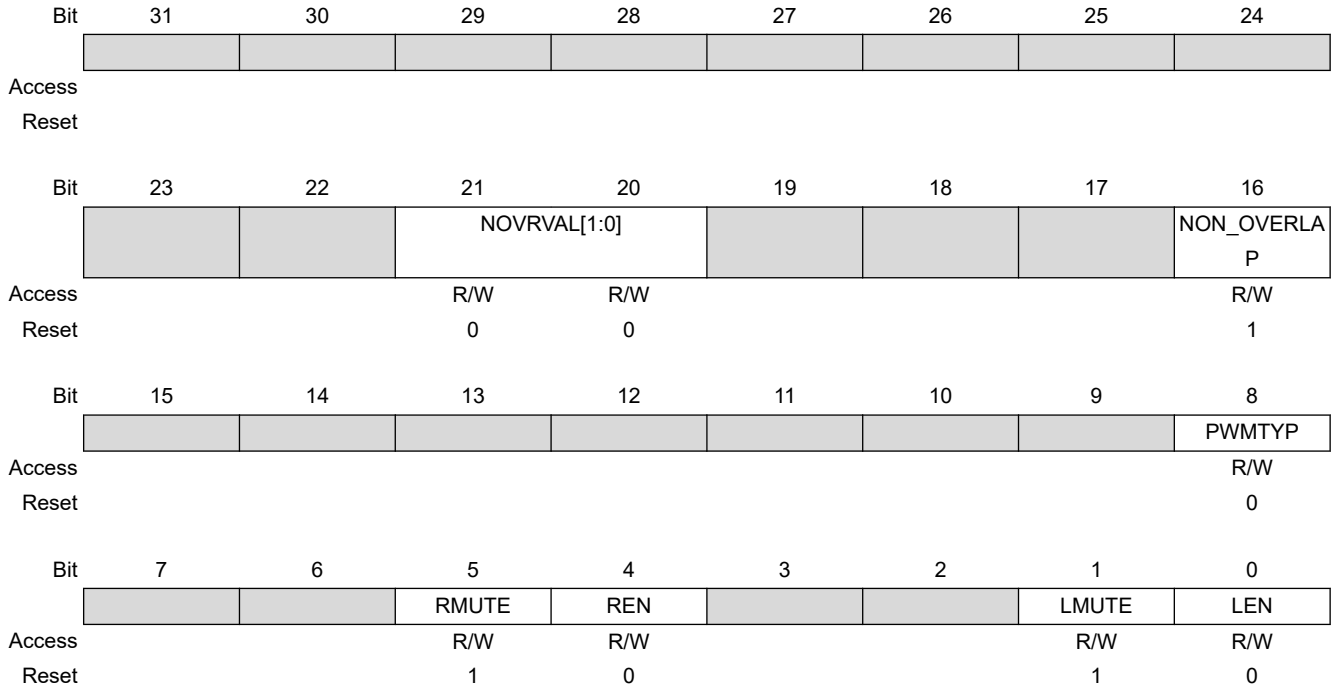 Bit 31 30 29 28 27 26 25 24
Access
Reset
Bit 23 22 21 20 19 18 17 16
NOVRVAL[1:0] NON_OVERLA
P
Access R/W R/W R/W
Reset 0 0 1
Bit 15 14 13 12 11 10 9 8
PWMTYP
Access R/W
Reset 0
Bit 7 6 5 4 3 2 1 0
RMUTE REN LMUTE LEN
Access R/W R/W R/W R/W
Reset 1 0 1 0